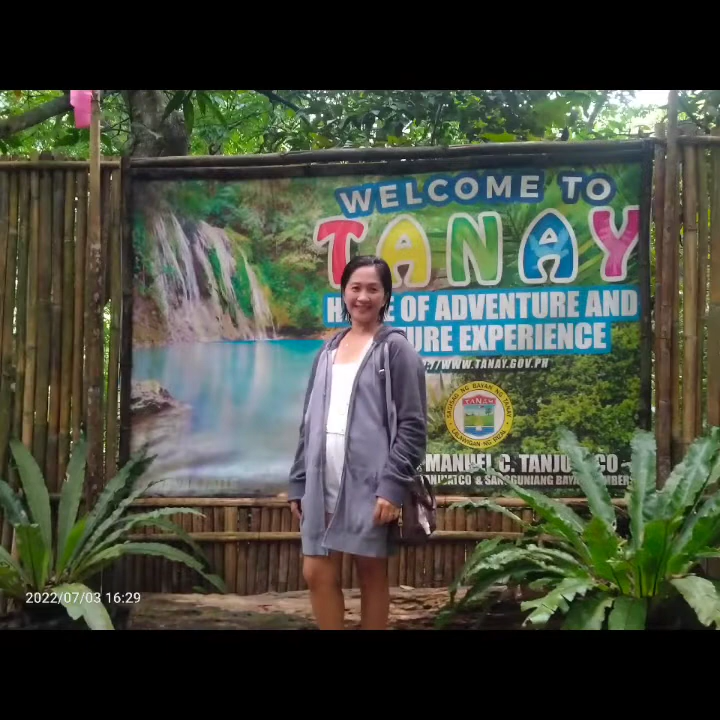 WELCOME TO
TANAY
OF ADVENTURE AND
URE EXPERIENCE
//WWW.TANAY.GOV.PH
TANAY
MANUEL C. TANJU CO
2022/07/03 16:29